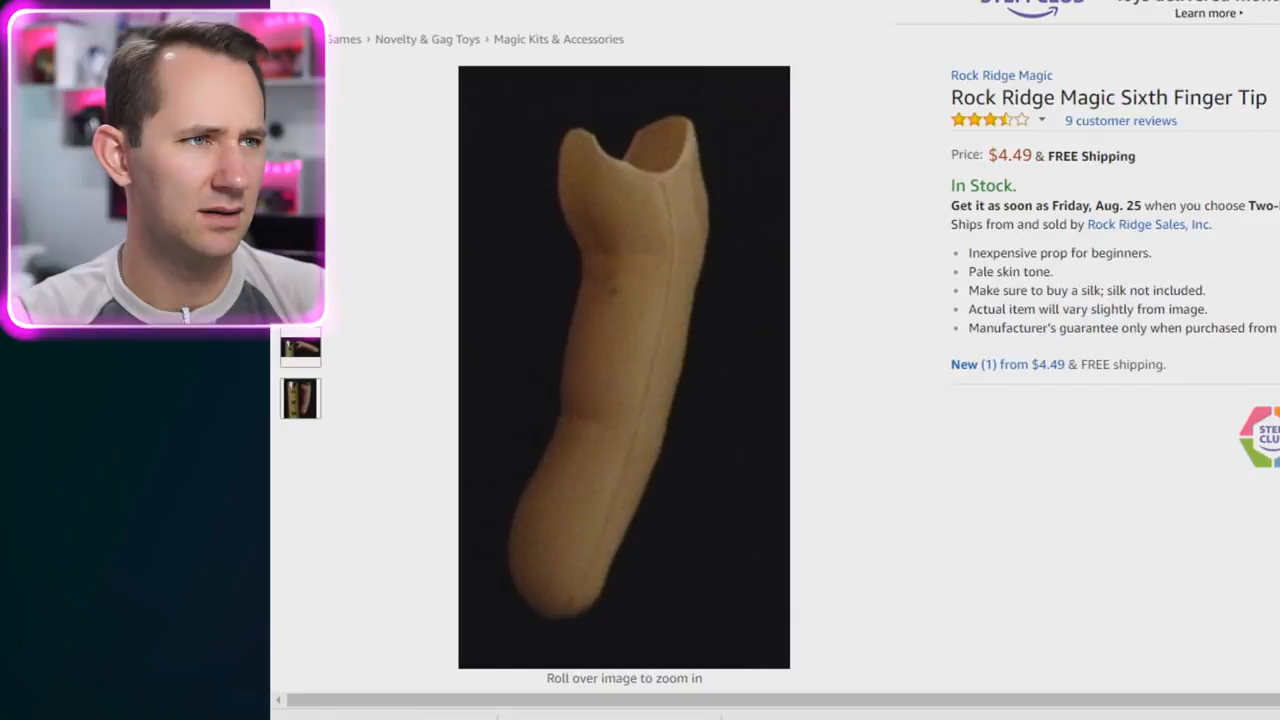 Learn more
Games › Novelty & Gag Toys › Magic Kits & Accessories
Rock Ridge Magic
Rock Ridge Magic Sixth Finger Tip
9 customer reviews
Price: $4.49 & FREE Shipping
In Stock.
Get it as soon as Friday, Aug. 25 when you choose Two-
Ships from and sold by Rock Ridge Sales, Inc.
Inexpensive prop for beginners.
Pale skin tone.
Make sure to buy a silk; silk not included.
Actual item will vary slightly from image.
Manufacturer's guarantee only when purchased from
New (1) from $4.49 & FREE shipping.
Roll over image to zoom in